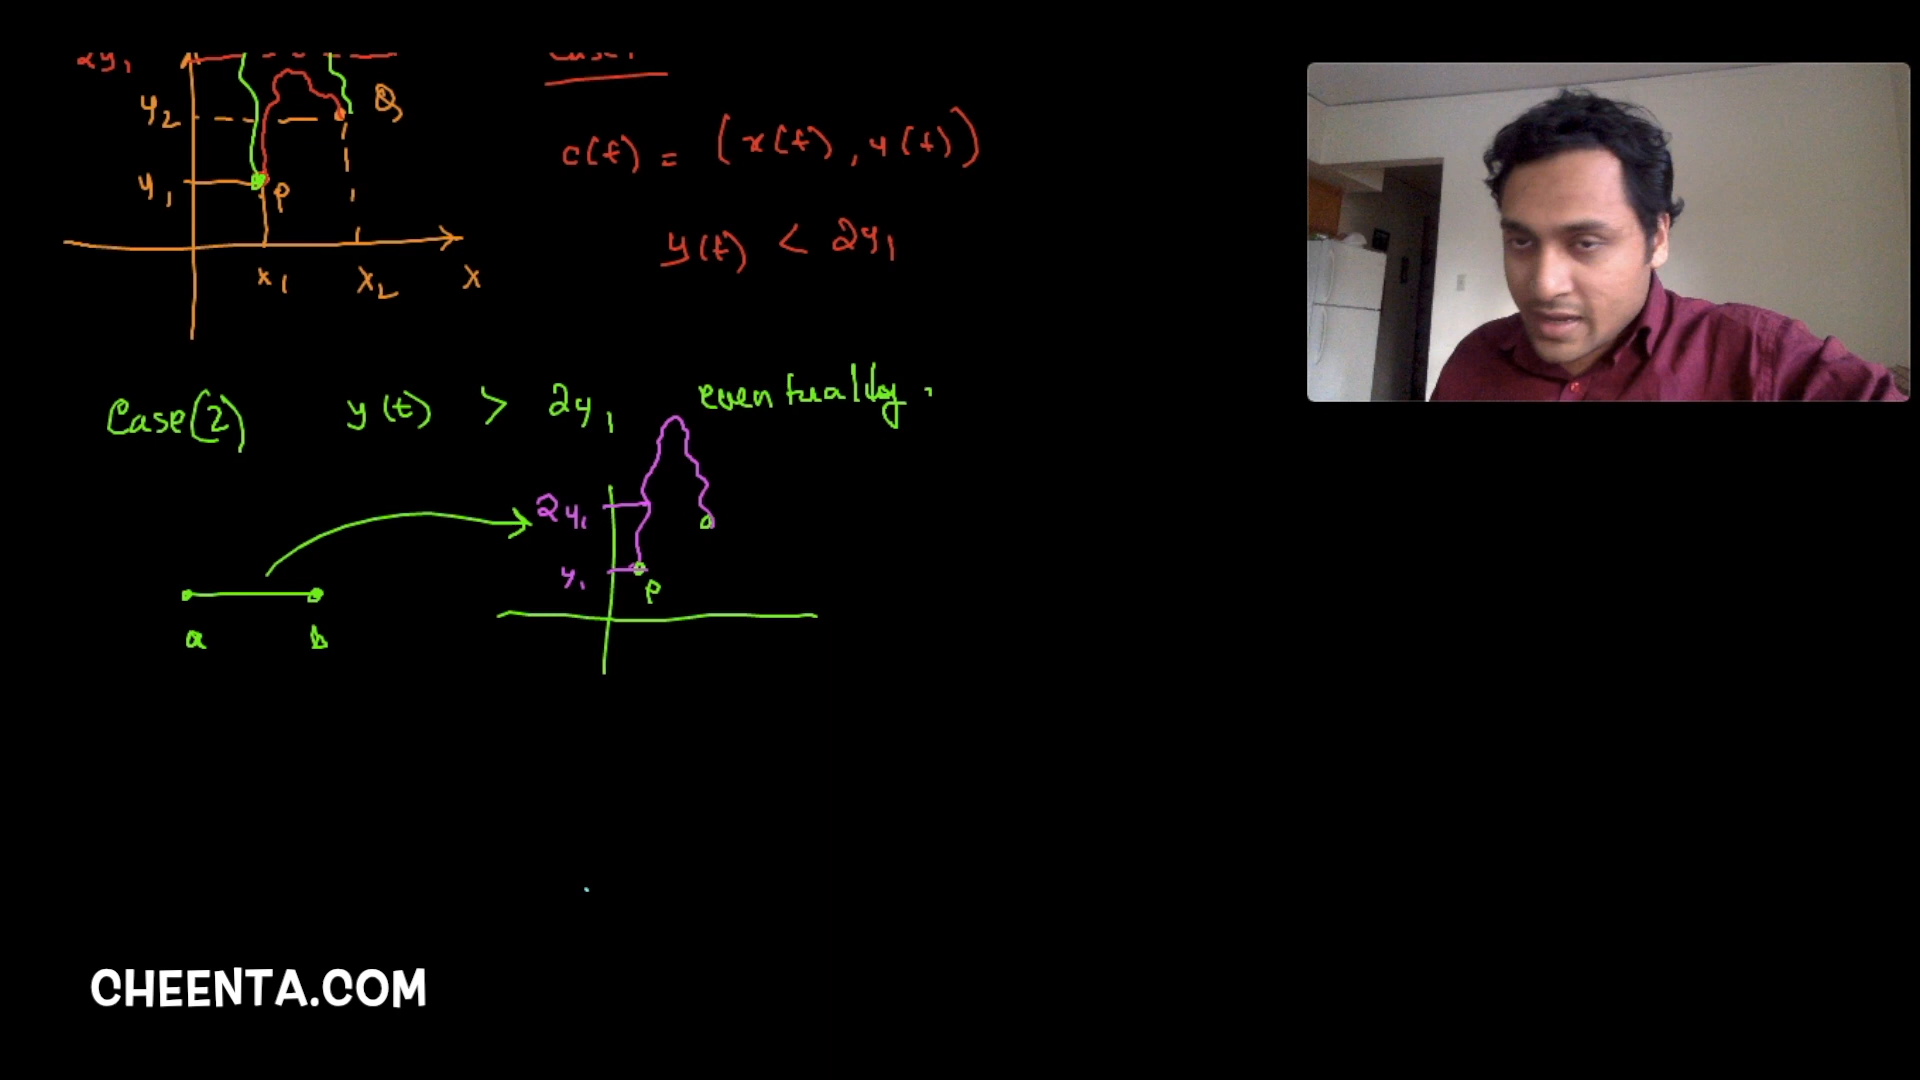 2y₁
y₂ Q
y₁ P
x₁ x₂ x
c(t) = (x(t), y(t))
y(t) < 2y₁
Case(2) y(t) > 2y₁ eventually.
2y₁
y₁ P
a b
CHEENTA.COM